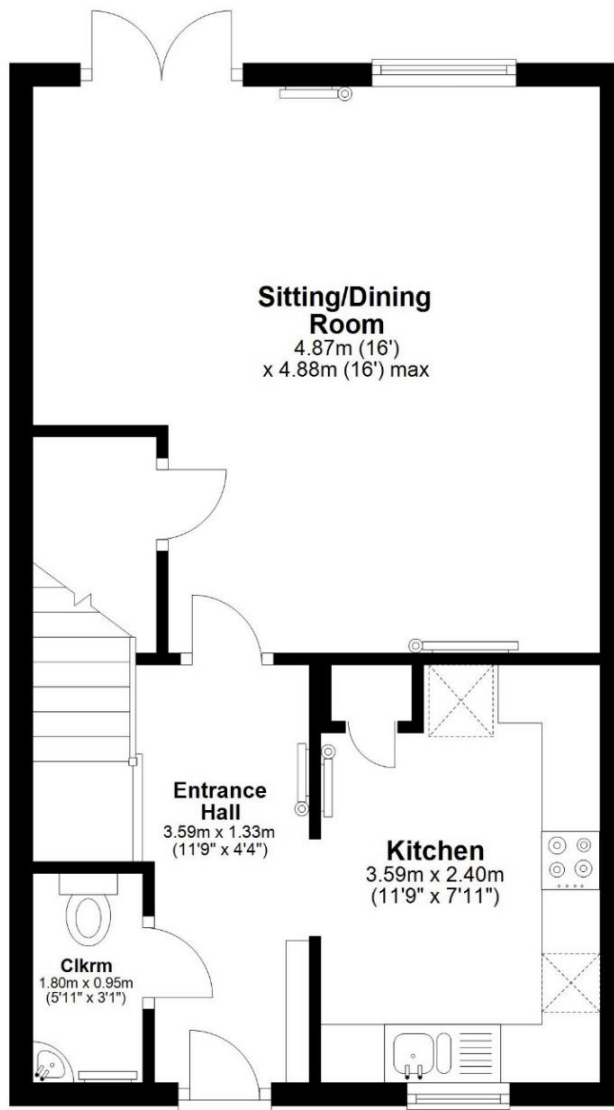 Sitting/Dining
Room
4.87m (16')
x 4.88m (16') max
Entrance
Hall
3.59m x 1.33m
(11'9" x 4'4")
Kitchen
3.59m x 2.40m
(11'9" x 7'11")
Clkrm
1.80m x 0.95m
(5'11" x 3'1")